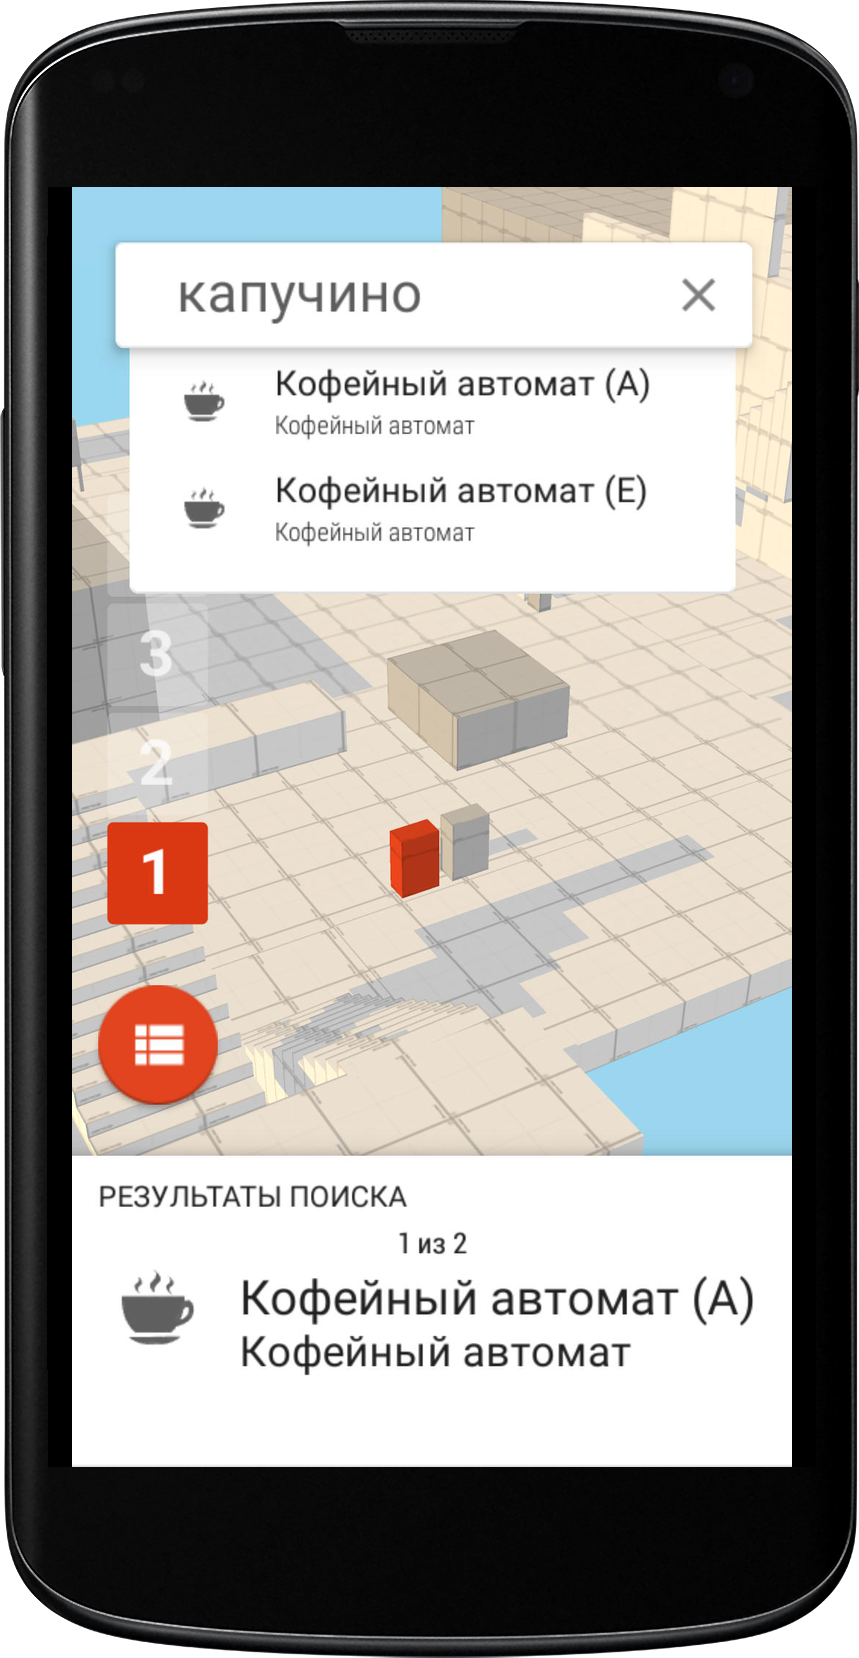 капучино
Кофейный автомат (А)
Кофейный автомат
Кофейный автомат (Е)
Кофейный автомат
3
2
1
РЕЗУЛЬТАТЫ ПОИСКА
1 из 2
Кофейный автомат (А)
Кофейный автомат